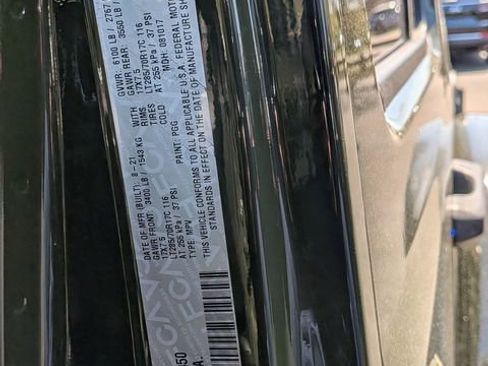 DATE OF MFR (BUILT): 8-21 GVWR: 6100 LB / 2767
GAWR FRONT: 3400 LB / 1543 KG WITH GAWR REAR: 3550 LB /
17X7.5 RIMS 17X7.5
LT285/70R17C 116 TIRES LT285/70R17C 116
AT 255 kPa / 37 PSI COLD AT 255 kPa / 37 PSI
TYPE MPV PAINT: PGG MDH: 081017
THIS VEHICLE CONFORMS TO ALL APPLICABLE U.S.A. FEDERAL MOTOR
STANDARDS IN EFFECT ON THE DATE OF MANUFACTURE SH
50
A.